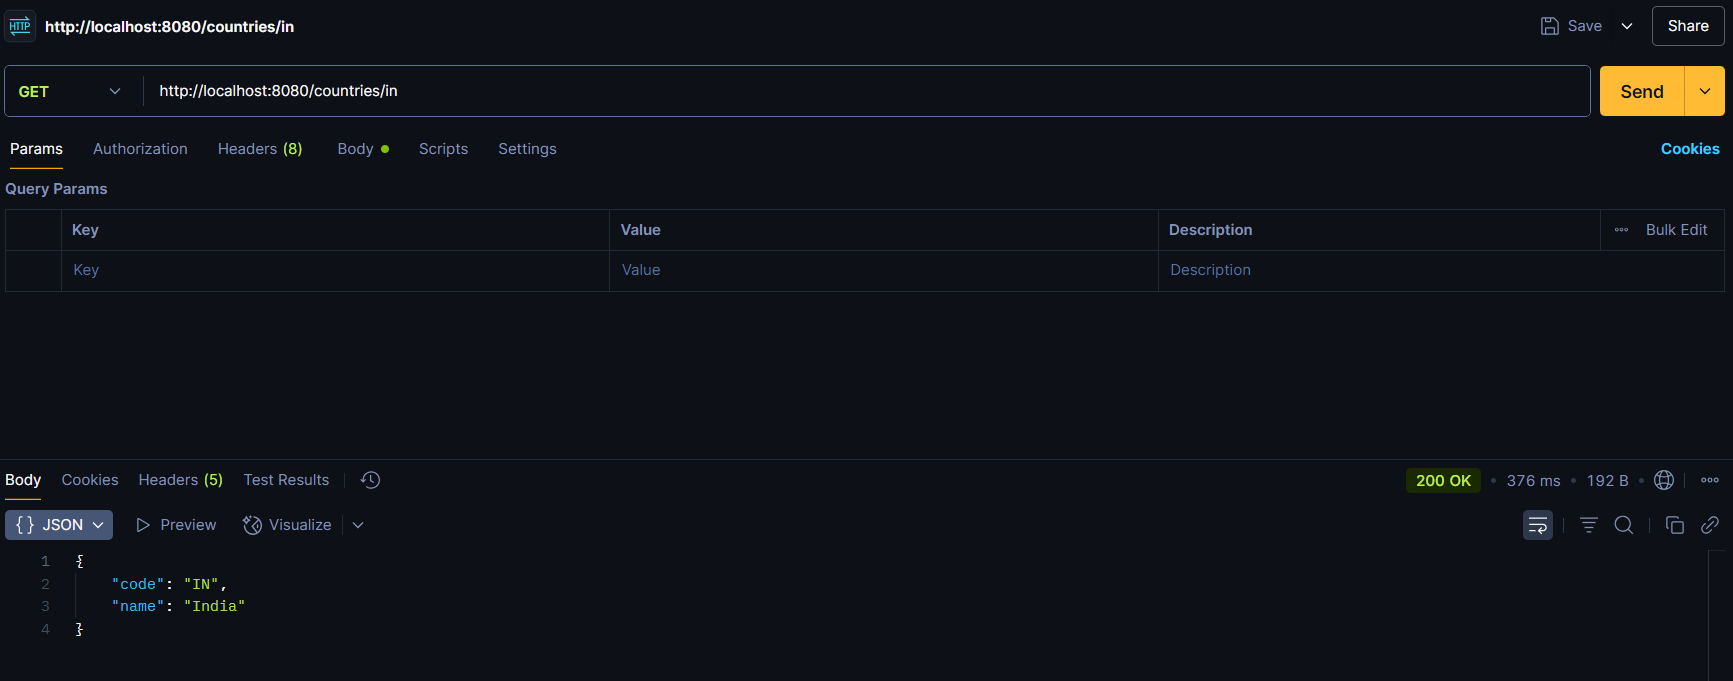 HTTP http://localhost:8080/countries/in Save Share
GET http://localhost:8080/countries/in Send
Params Authorization Headers (8) Body Scripts Settings Cookies
Query Params
Key Value Description Bulk Edit
Key Value Description
Body Cookies Headers (5) Test Results 200 OK • 376 ms • 192 B •
{} JSON Preview Visualize
1 {
2 "code": "IN",
3 "name": "India"
4 }